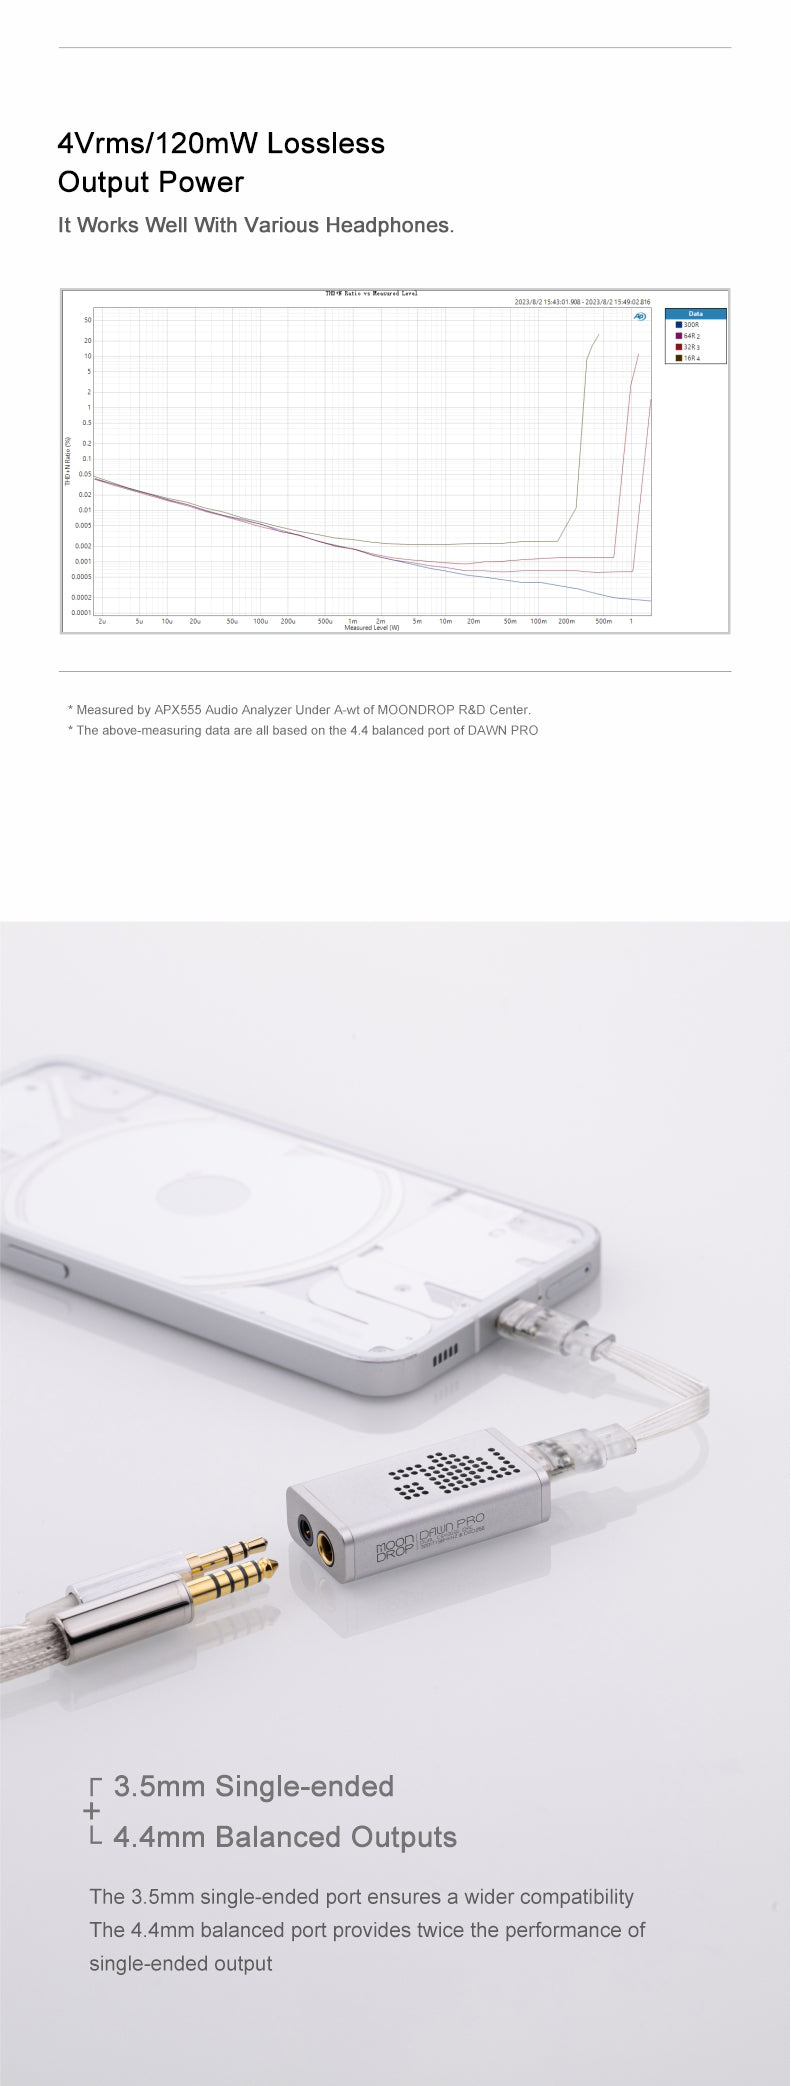 4Vrms/120mW Lossless
Output Power
It Works Well With Various Headphones.
THD+N Ratio vs Measured Level
2023/8/2 15:43:01.908 - 2023/8/2 15:49:02.816
AP
Data
300R
64R 2
32R 3
16R 4
THD+N Ratio (%)
50
20
10
5
2
1
0.5
0.2
0.1
0.05
0.02
0.01
0.005
0.002
0.001
0.0005
0.0002
0.0001
2u 5u 10u 20u 50u 100u 200u 500u 1m 2m 5m 10m 20m 50m 100m 200m 500m 1
Measured Level (W)
* Measured by APX555 Audio Analyzer Under A-wt of MOONDROP R&D Center.
* The above-measuring data are all based on the 4.4 balanced port of DAWN PRO
MOON
DROP
DAWN PRO
3.5mm Single-ended
+
4.4mm Balanced Outputs
The 3.5mm single-ended port ensures a wider compatibility
The 4.4mm balanced port provides twice the performance of
single-ended output